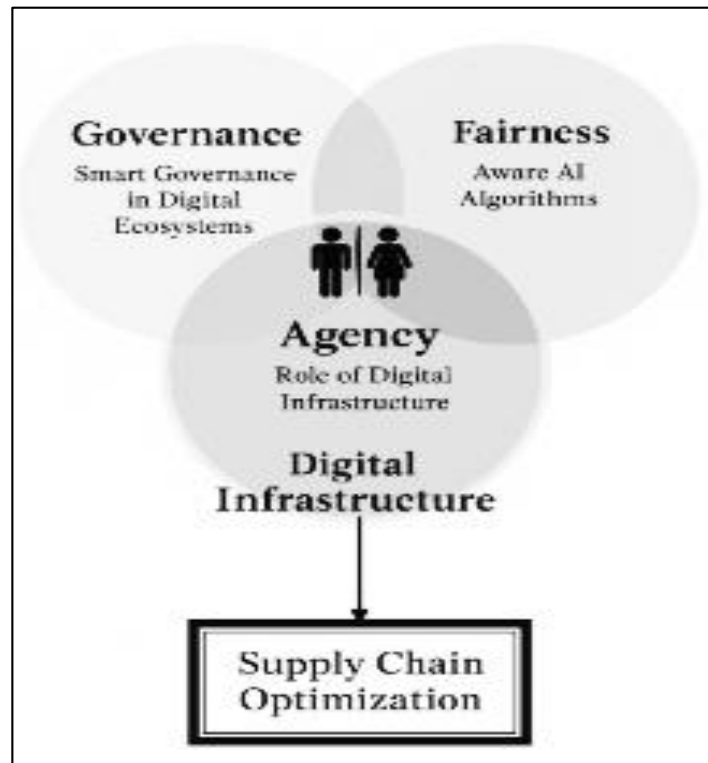 Governance
Smart Governance
in Digital
Ecosystems
Fairness
Aware AI
Algorithms
Agency
Role of Digital
Infrastructure
Digital
Infrastructure
Supply Chain
Optimization